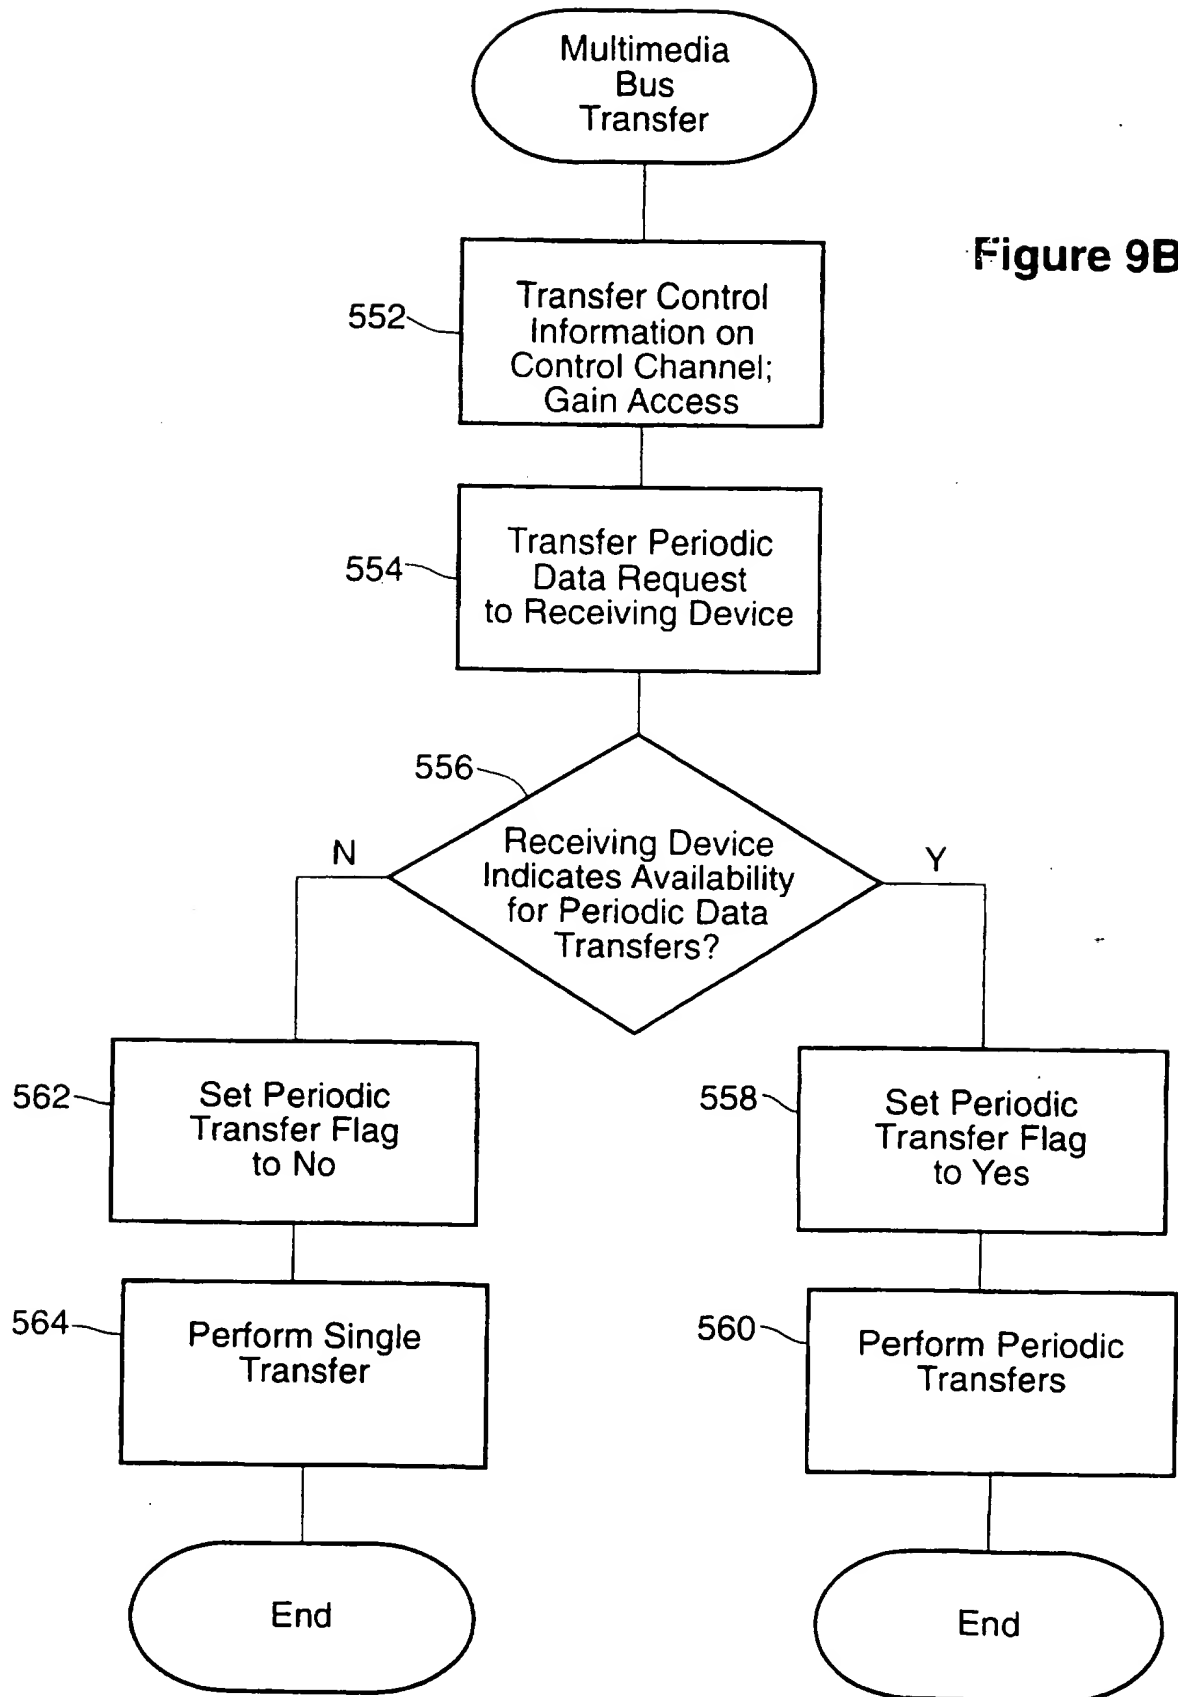 Multimedia
Bus
Transfer
Figure 9B
552
Transfer Control
Information on
Control Channel;
Gain Access
554
Transfer Periodic
Data Request
to Receiving Device
556
N
Receiving Device
Indicates Availability
for Periodic Data
Transfers?
Y
562
Set Periodic
Transfer Flag
to No
558
Set Periodic
Transfer Flag
to Yes
564
Perform Single
Transfer
560
Perform Periodic
Transfers
End
End